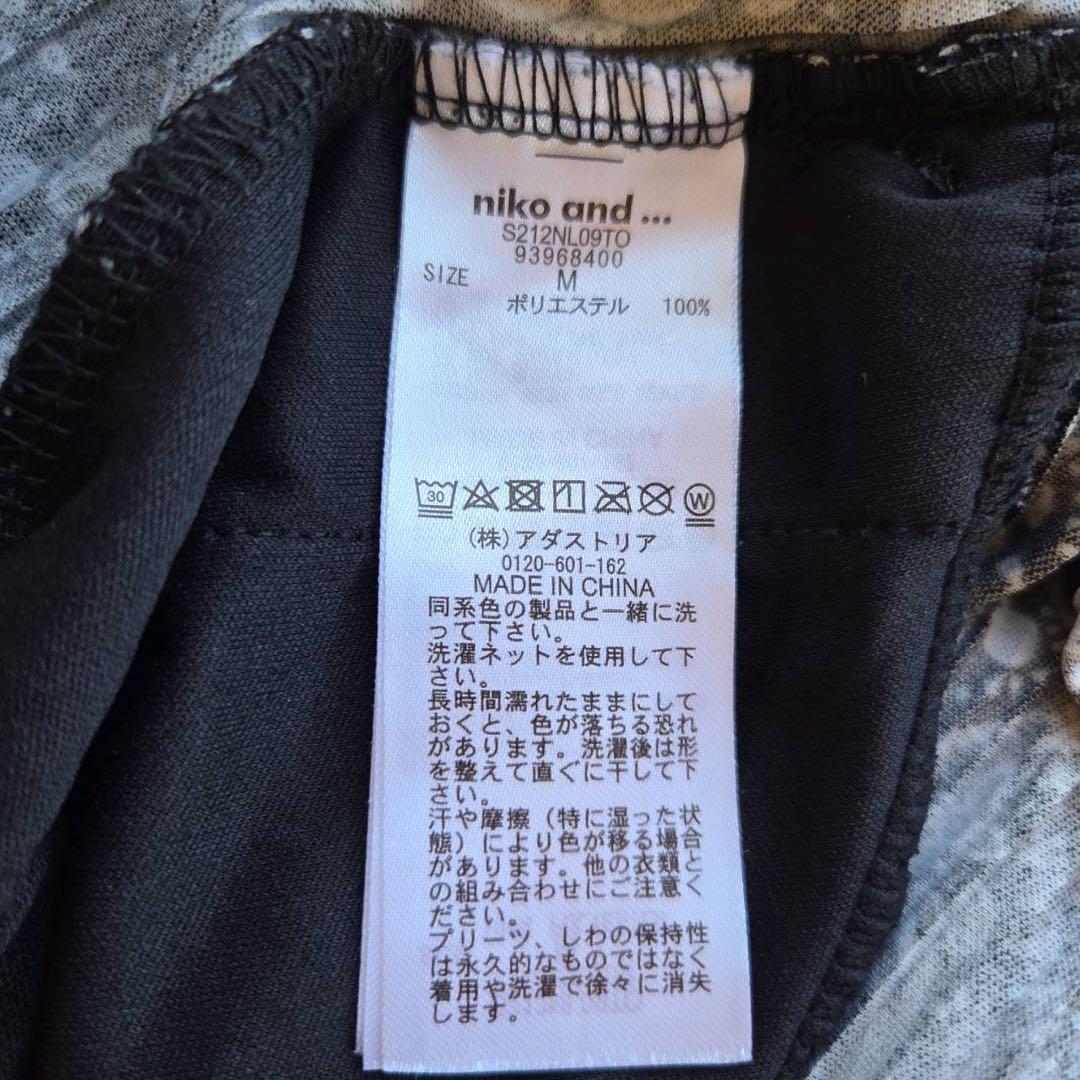 niko and ...
S212NL09TO
93968400
SIZE M
ポリエステル 100%
30
W
(株)アダストリア
0120-601-162
MADE IN CHINA
同系色の製品と一緒に洗
って下さい。
洗濯ネットを使用して下
さい。
長時間濡れたままにして
おくと、色が落ちる恐れ
があります。洗濯後は形
を整えて直ぐに干して下
さい。
汗や摩擦（特に湿った状
態）により色が移る場合
があります。他の衣類と
の組み合わせにご注意く
ださい。
プリーツ、しわの保持性
は永久的なものではなく
着用や洗濯で徐々に消失
します。